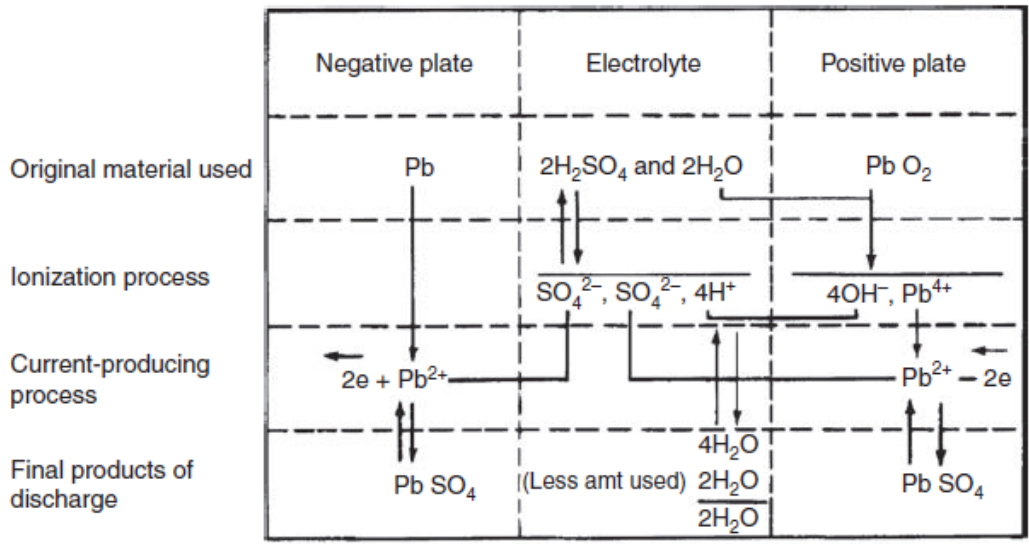 Negative plate Electrolyte Positive plate
Original material used Pb 2H₂SO₄ and 2H₂O Pb O₂
Ionization process SO₄²⁻, SO₄²⁻, 4H⁺ 4OH⁻, Pb⁴⁺
Current-producing
process 2e + Pb²⁺ Pb²⁺ – 2e
4H₂O
Final products of
discharge Pb SO₄ (Less amt used) 2H₂O Pb SO₄
2H₂O